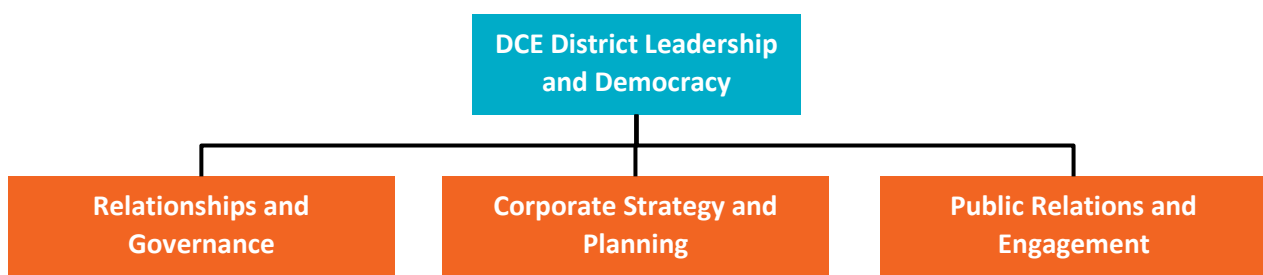 DCE District Leadership
and Democracy
Relationships and
Governance
Corporate Strategy and
Planning
Public Relations and
Engagement